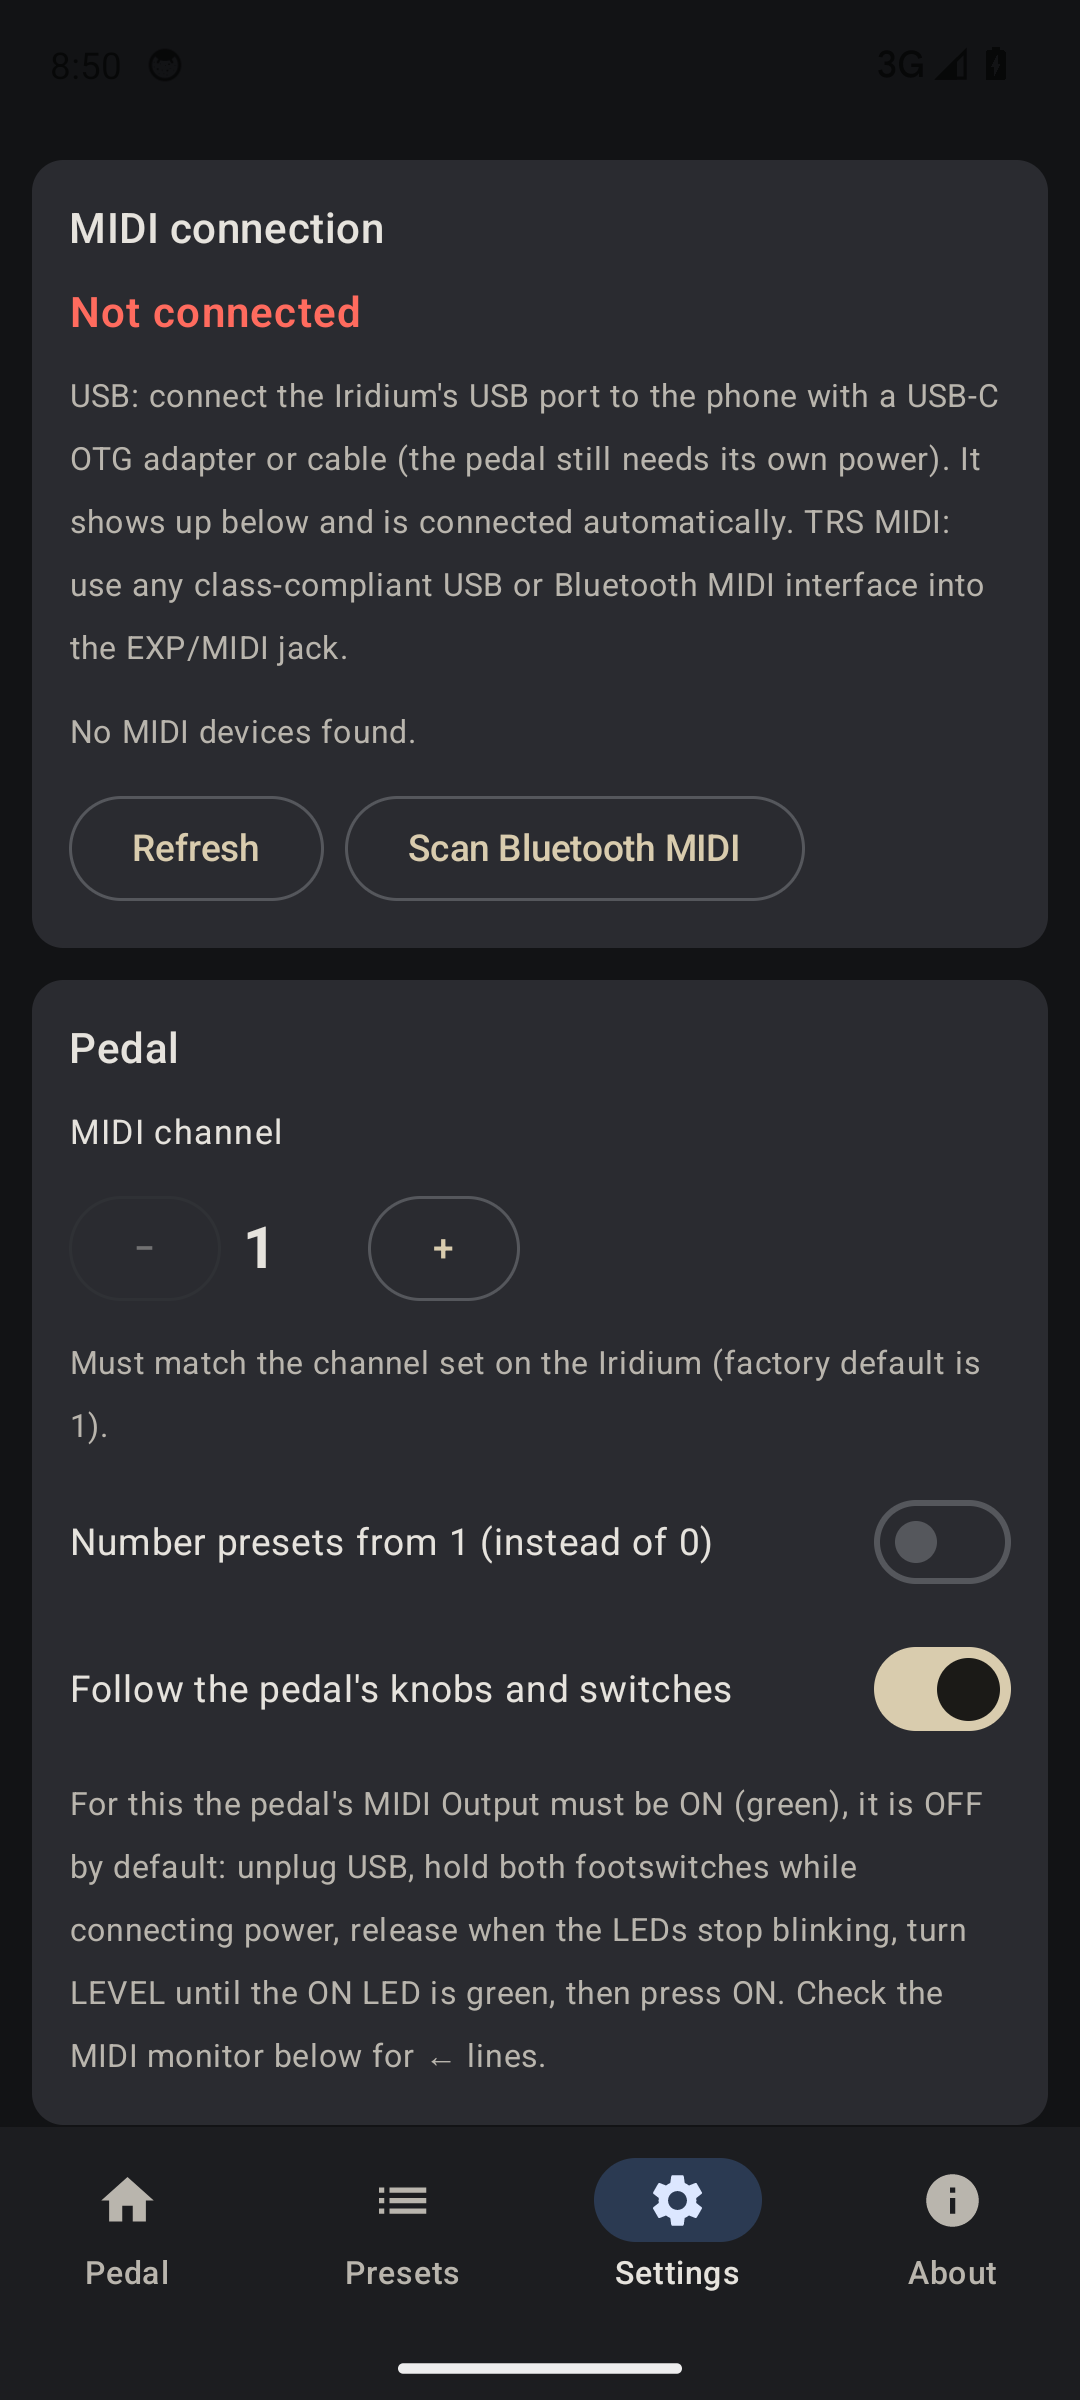 8:50
3G
MIDI connection
Not connected
USB: connect the Iridium's USB port to the phone with a USB-C
OTG adapter or cable (the pedal still needs its own power). It
shows up below and is connected automatically. TRS MIDI:
use any class-compliant USB or Bluetooth MIDI interface into
the EXP/MIDI jack.
No MIDI devices found.
Refresh
Scan Bluetooth MIDI
Pedal
MIDI channel
− 1 +
Must match the channel set on the Iridium (factory default is
1).
Number presets from 1 (instead of 0)
Follow the pedal's knobs and switches
For this the pedal's MIDI Output must be ON (green), it is OFF
by default: unplug USB, hold both footswitches while
connecting power, release when the LEDs stop blinking, turn
LEVEL until the ON LED is green, then press ON. Check the
MIDI monitor below for ← lines.
Pedal
Presets
Settings
About